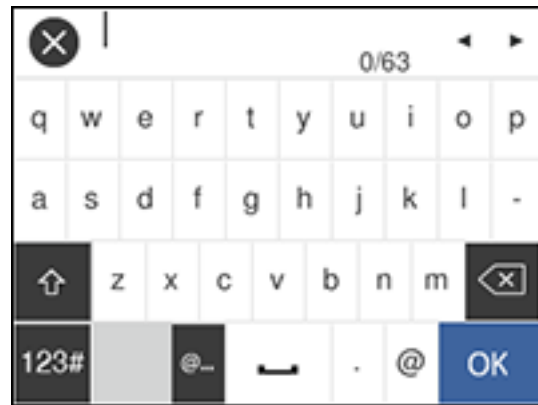 0/63
q w e r t y u i o p
a s d f g h j k l -
z x c v b n m
123# @... . @ OK